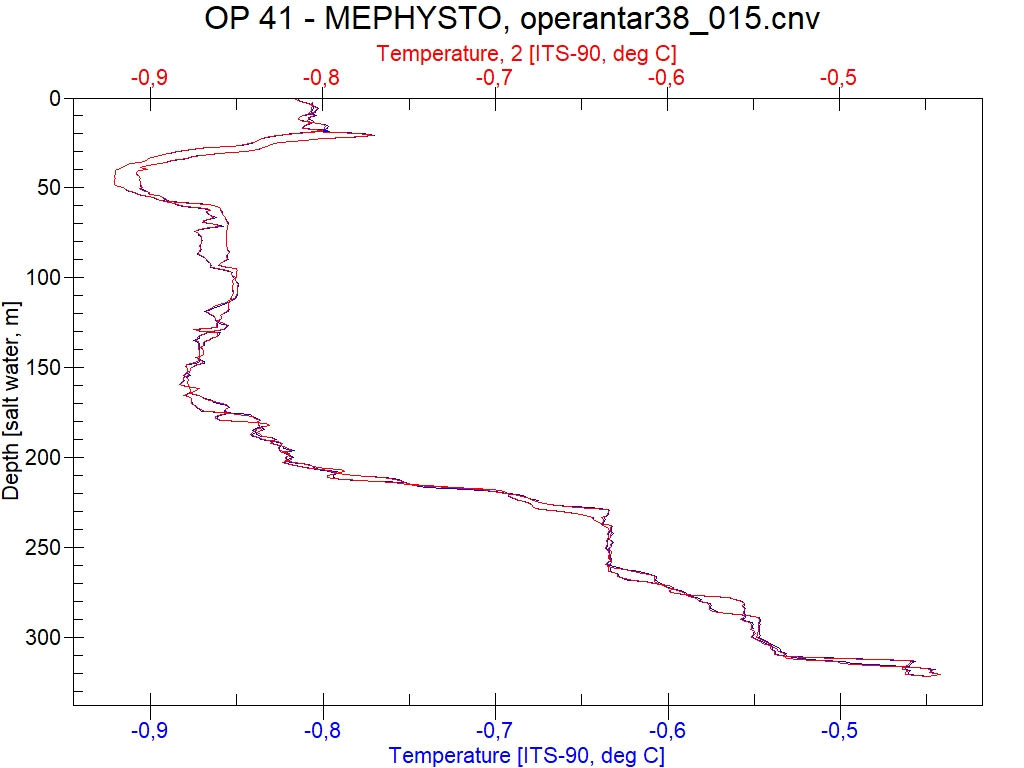 OP 41 - MEPHYSTO, operantar38_015.cnv
Temperature, 2 [ITS-90, deg C]
-0,9 -0,8 -0,7 -0,6 -0,5
0
50
100
150
200
250
300
Depth [salt water, m]
-0,9 -0,8 -0,7 -0,6 -0,5
Temperature [ITS-90, deg C]